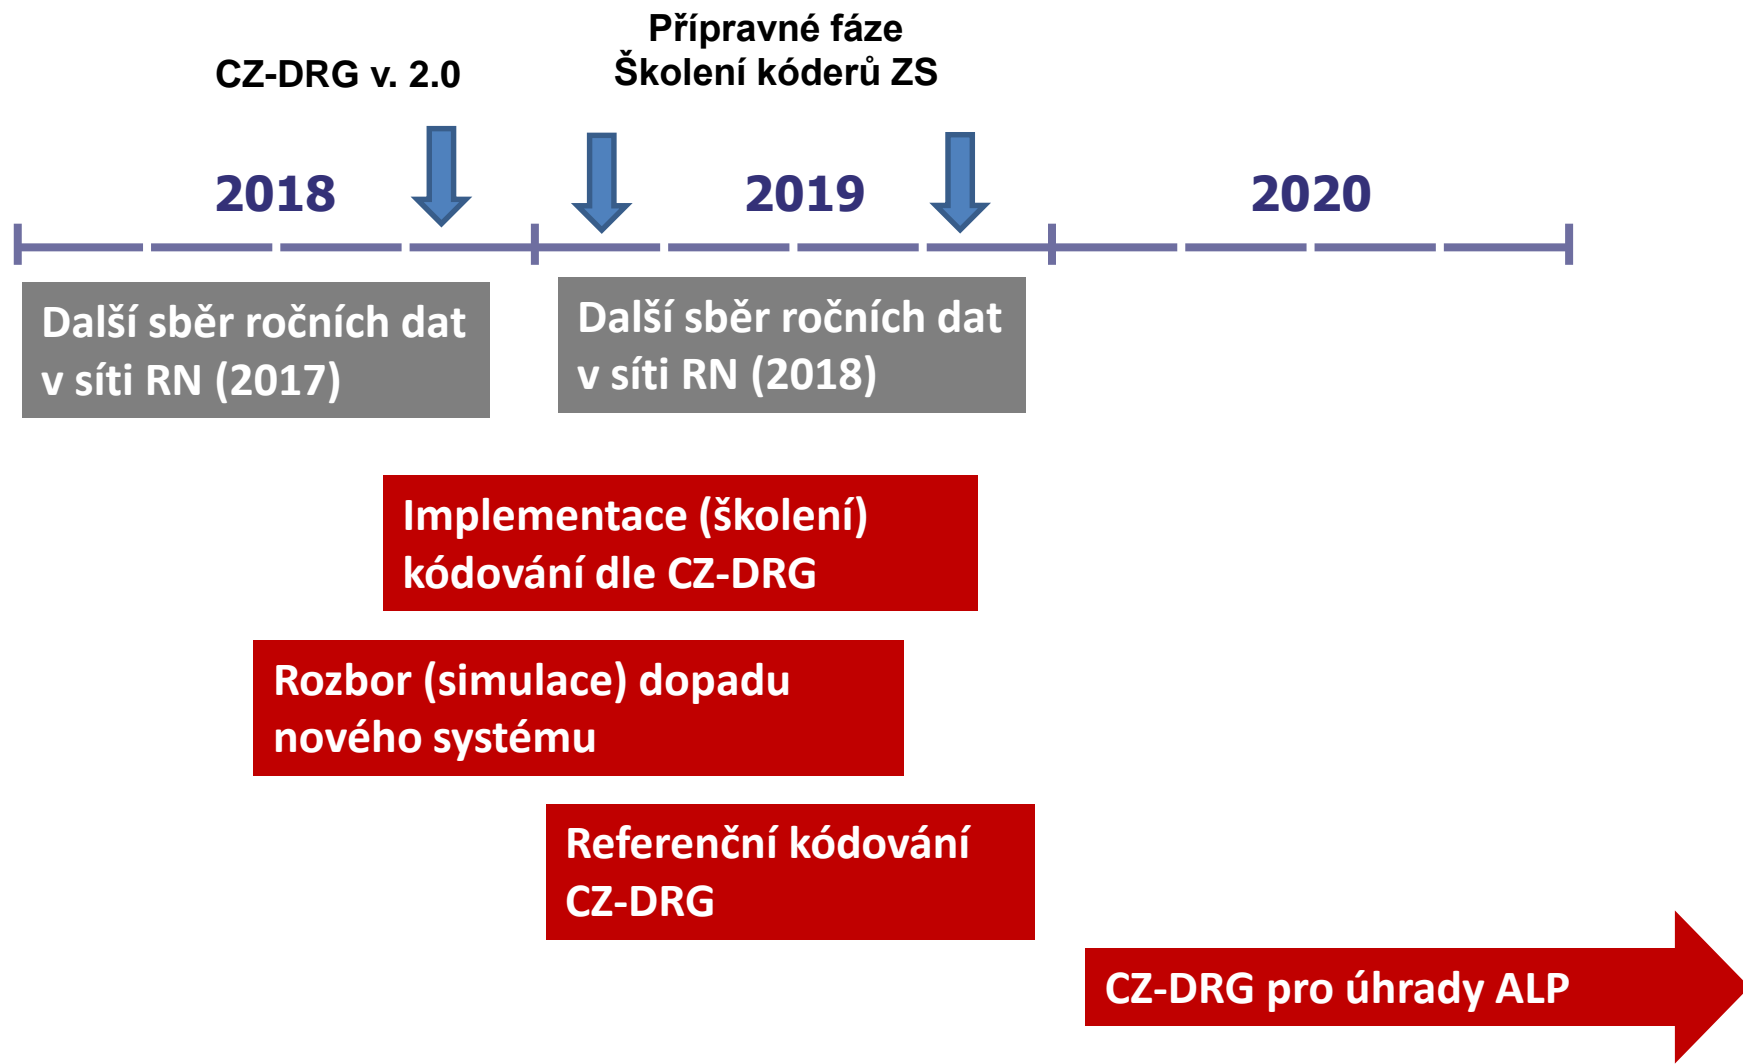 CZ-DRG v. 2.0
Přípravné fáze
Školení kóderů ZS
2018
2019
2020
Další sběr ročních dat
v síti RN (2017)
Další sběr ročních dat
v síti RN (2018)
Implementace (školení)
kódování dle CZ-DRG
Rozbor (simulace) dopadu
nového systému
Referenční kódování
CZ-DRG
CZ-DRG pro úhrady ALP